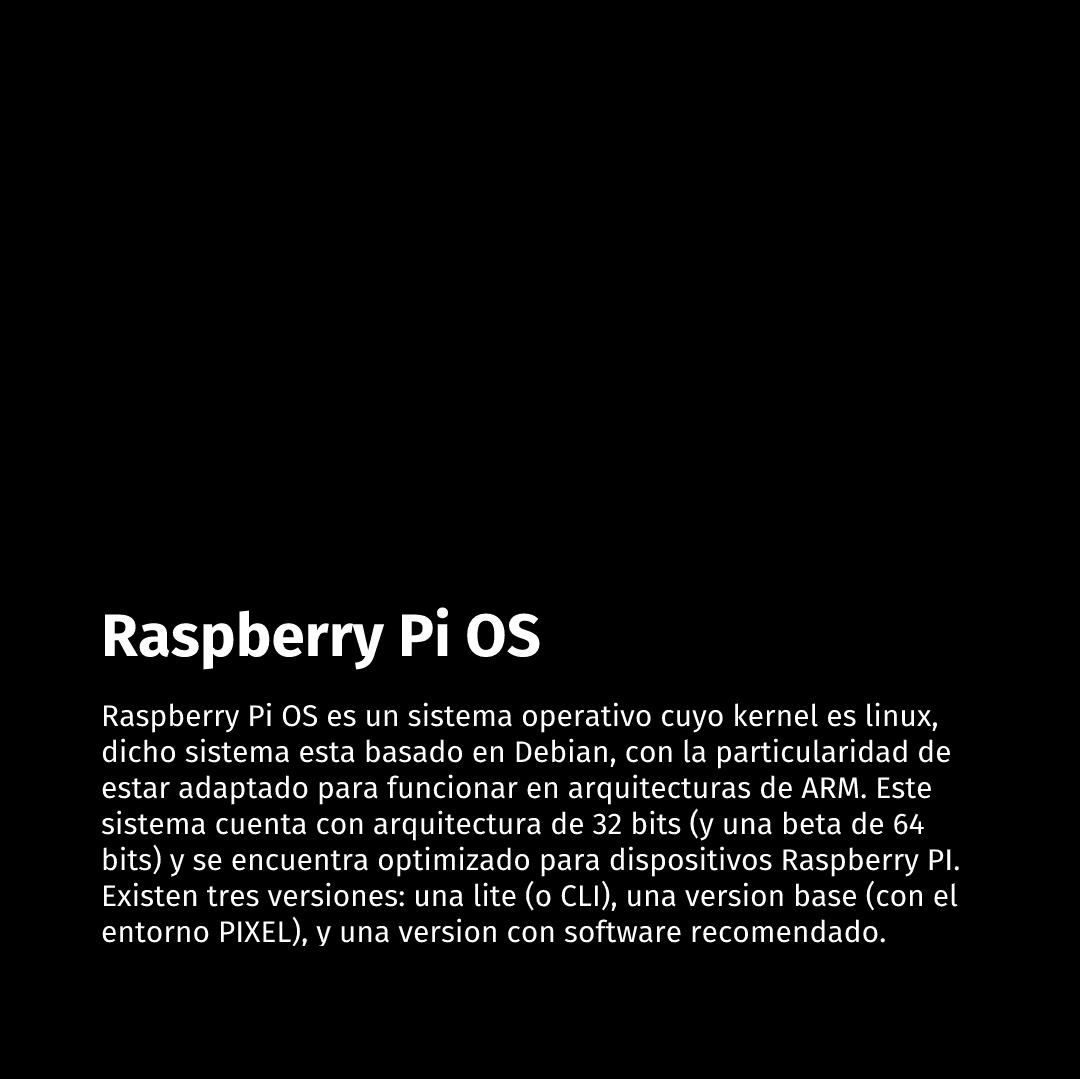 Raspberry Pi OS
Raspberry Pi OS es un sistema operativo cuyo kernel es linux,
dicho sistema esta basado en Debian, con la particularidad de
estar adaptado para funcionar en arquitecturas de ARM. Este
sistema cuenta con arquitectura de 32 bits (y una beta de 64
bits) y se encuentra optimizado para dispositivos Raspberry PI.
Existen tres versiones: una lite (o CLI), una version base (con el
entorno PIXEL), y una version con software recomendado.